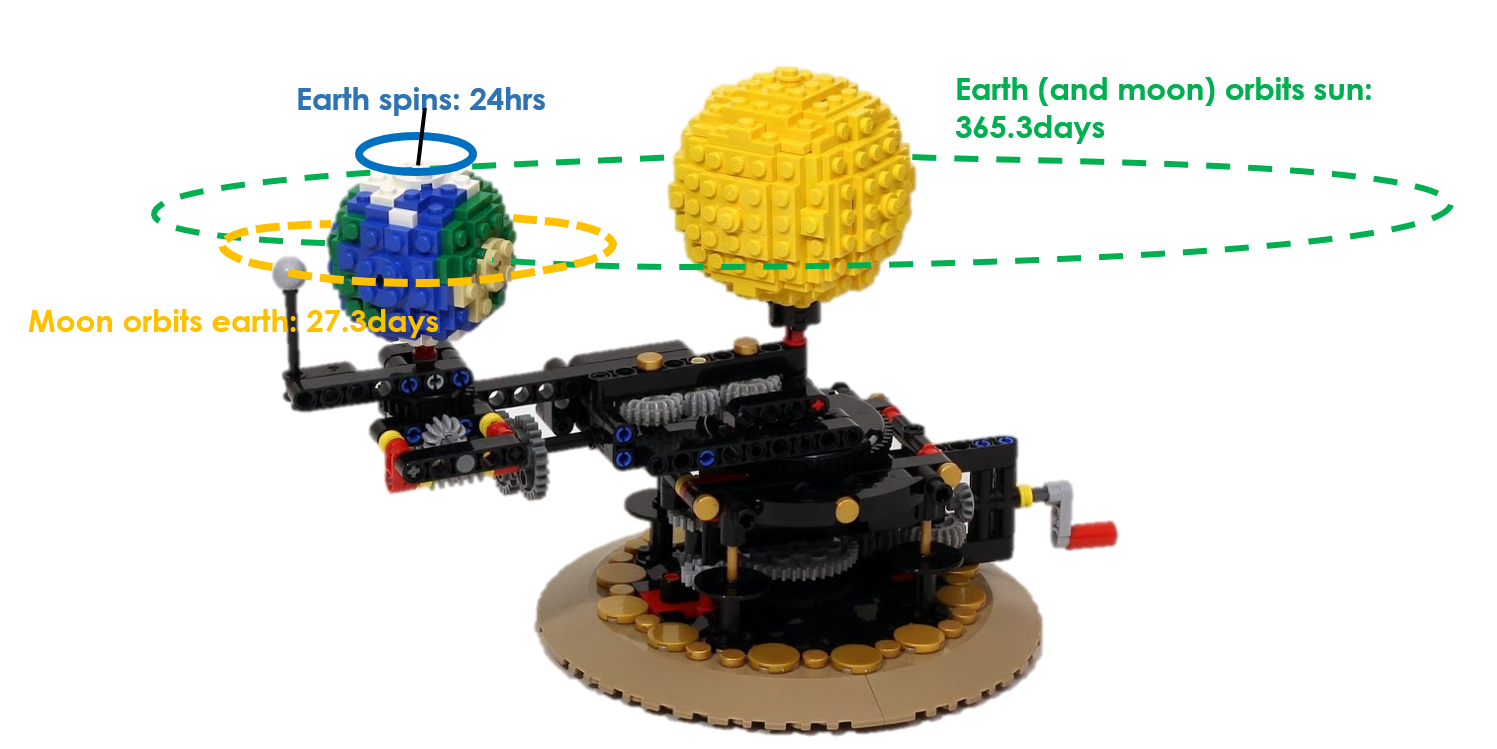 Earth spins: 24hrs
Earth (and moon) orbits sun:
365.3days
Moon orbits earth: 27.3days